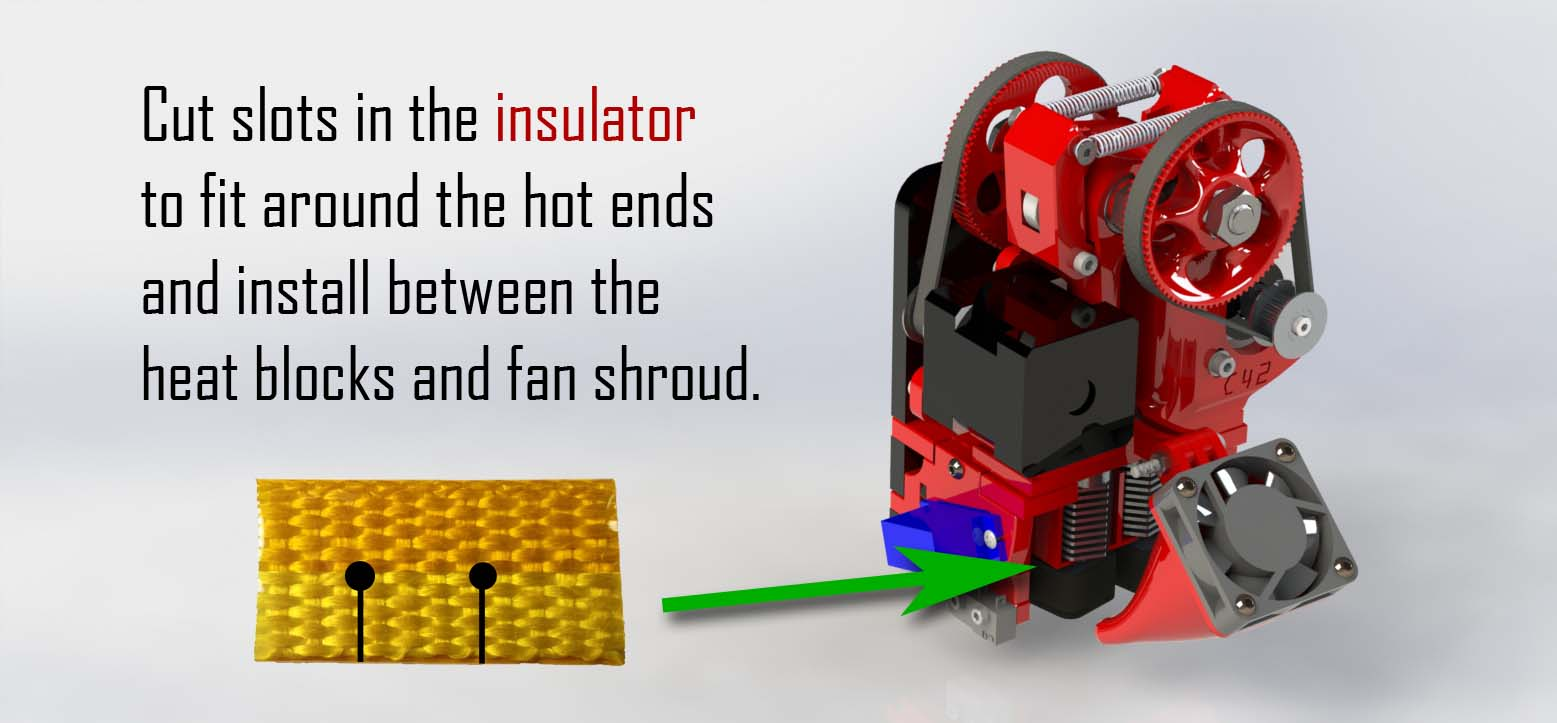 Cut slots in the insulator
to fit around the hot ends
and install between the
heat blocks and fan shroud.
C42